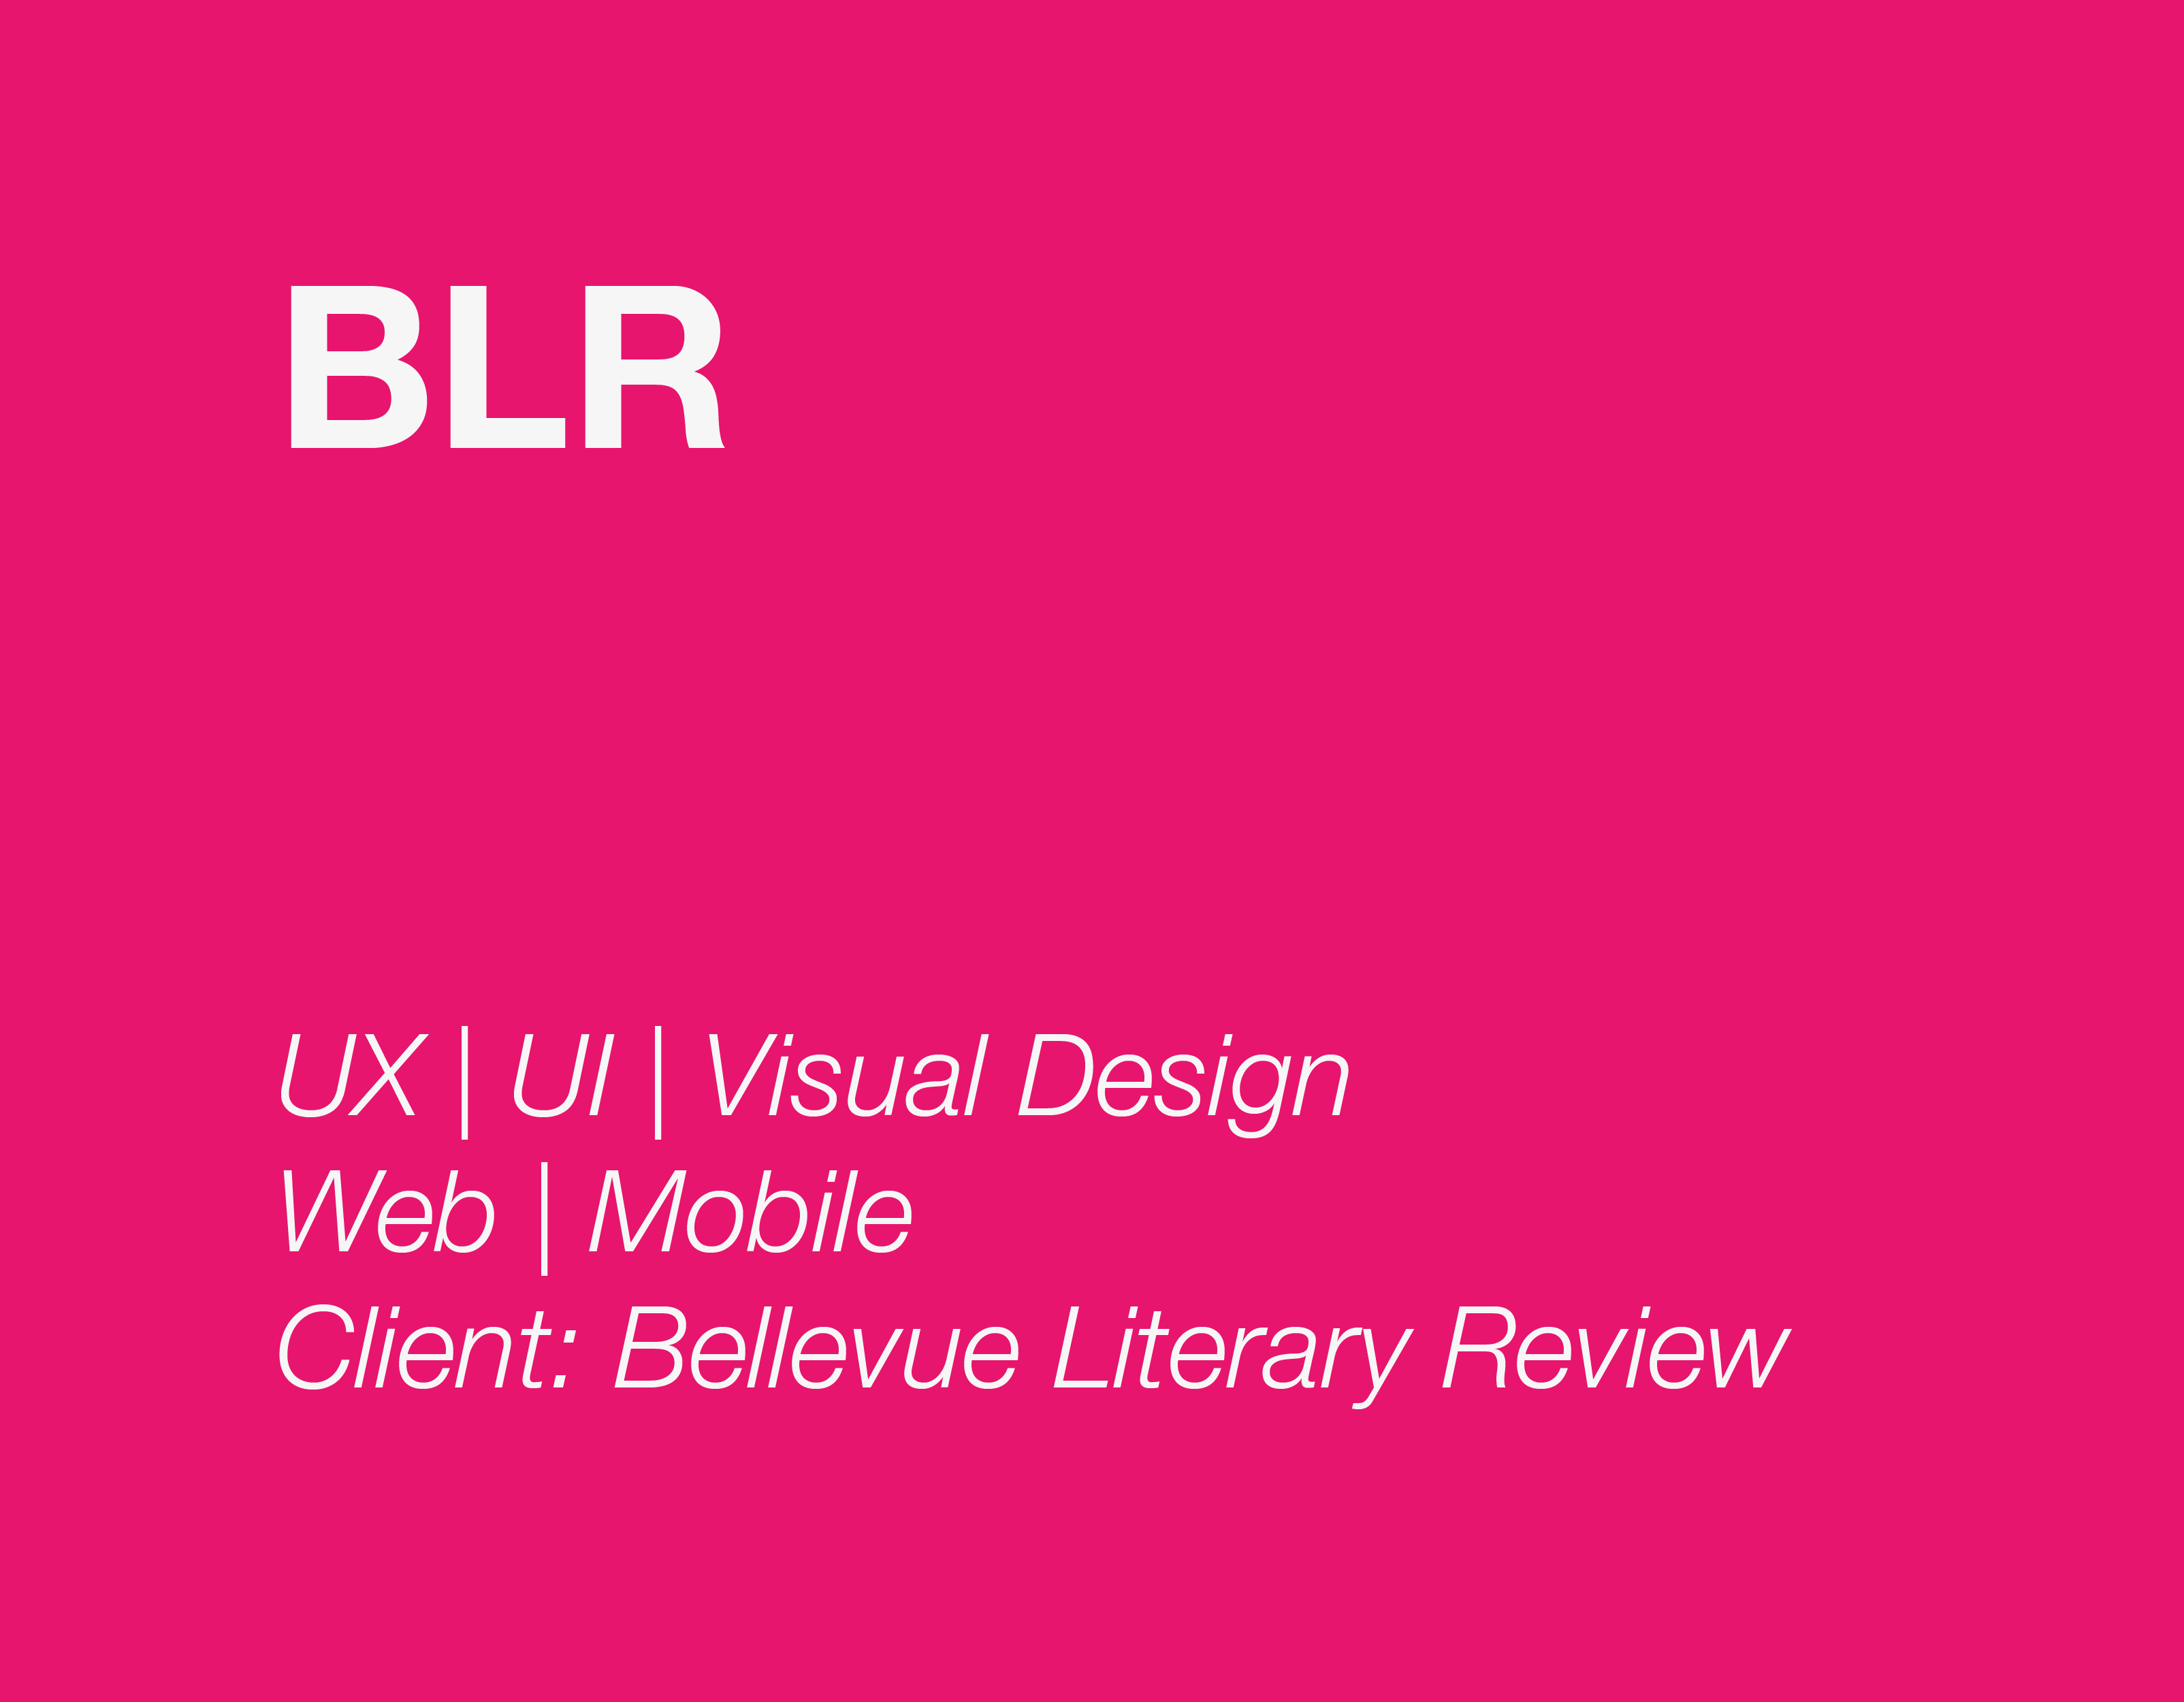 BLR
UX | UI | Visual Design
Web | Mobile
Client: Bellevue Literary Review